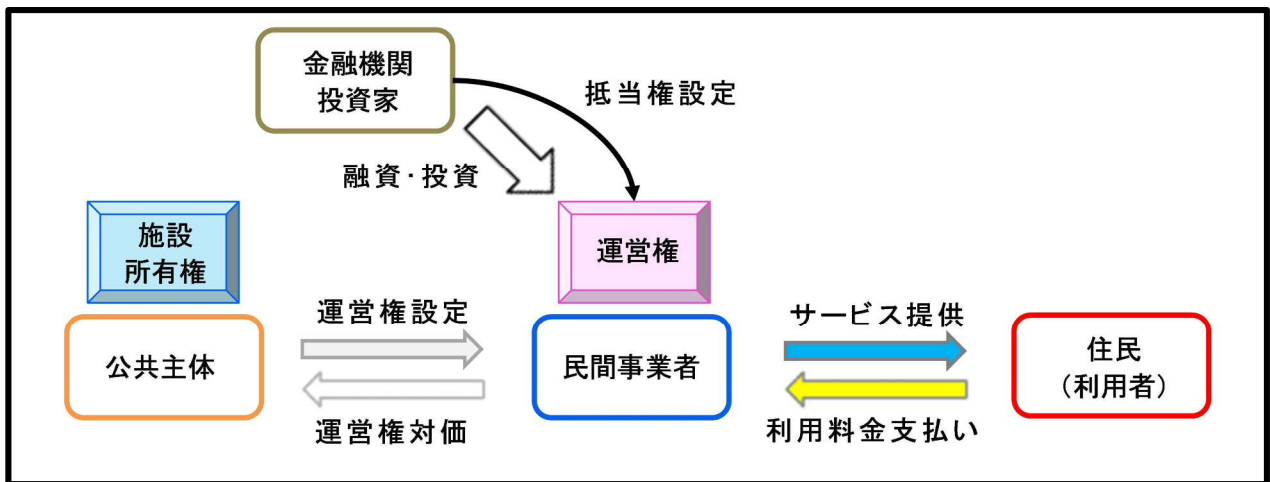 金融機関
投資家
抵当権設定
融資・投資
施設
所有権
運営権
運営権設定
サービス提供
公共主体
民間事業者
住民
（利用者）
運営権対価
利用料金支払い